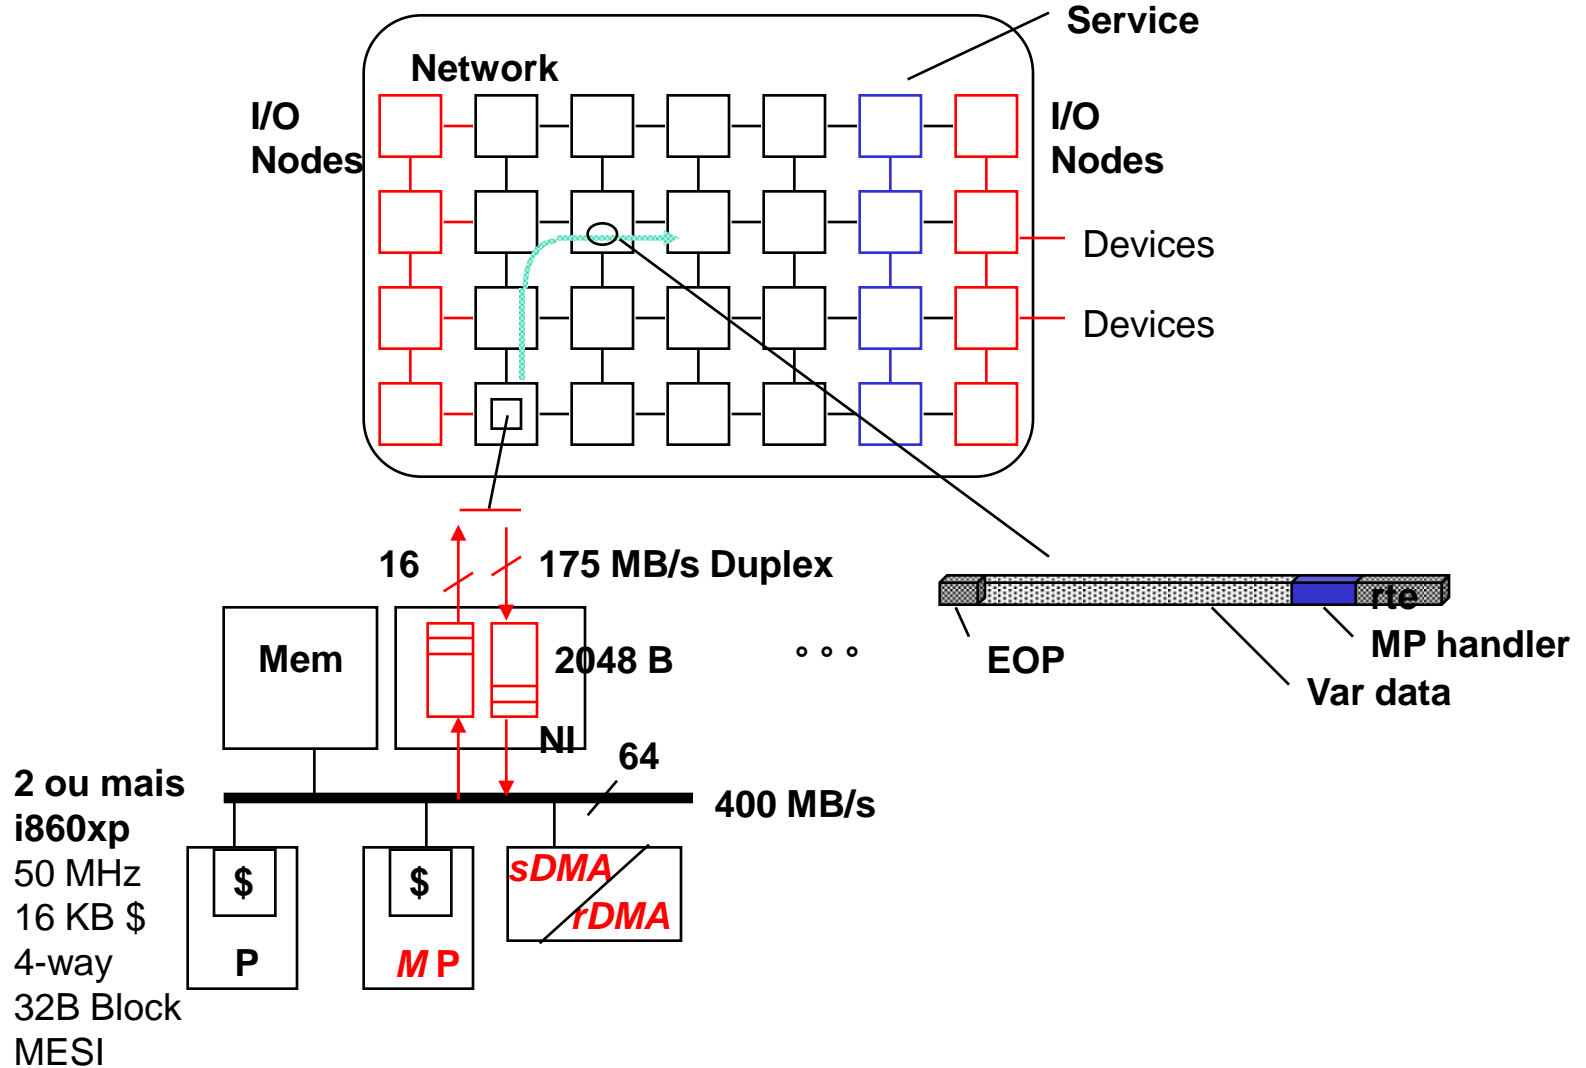 Service
Network
I/O
Nodes
I/O
Nodes
Devices
Devices
16
175 MB/s Duplex
rte
MP handler
EOP
Var data
Mem
2048 B
° ° °
NI
64
400 MB/s
2 ou mais
i860xp
50 MHz
16 KB $
4-way
32B Block
MESI
$
P
$
M P
sDMA
rDMA